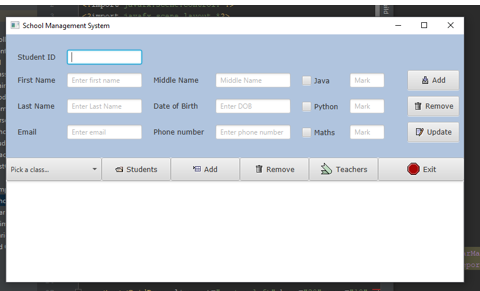 School Management System
Student ID
First Name Enter first name Middle Name Middle Name Java Mark Add
Last Name Enter Last Name Date of Birth Enter DOB Python Mark Remove
Email Enter email Phone number Enter phone number Maths Mark Update
Pick a class... Students Add Remove Teachers Exit